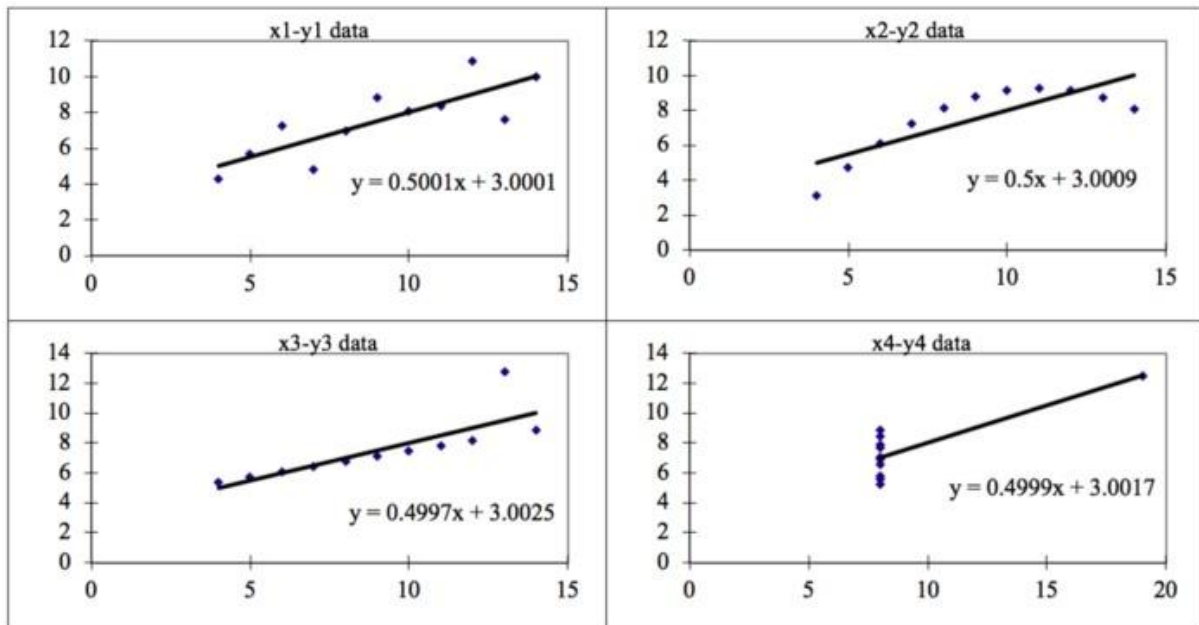 x1-y1 data
12
10
8
6
4
2
0
y = 0.5001x + 3.0001
0 5 10 15
x2-y2 data
12
10
8
6
4
2
0
y = 0.5x + 3.0009
0 5 10 15
x3-y3 data
14
12
10
8
6
4
2
0
y = 0.4997x + 3.0025
0 5 10 15
x4-y4 data
14
12
10
8
6
4
2
0
y = 0.4999x + 3.0017
0 5 10 15 20